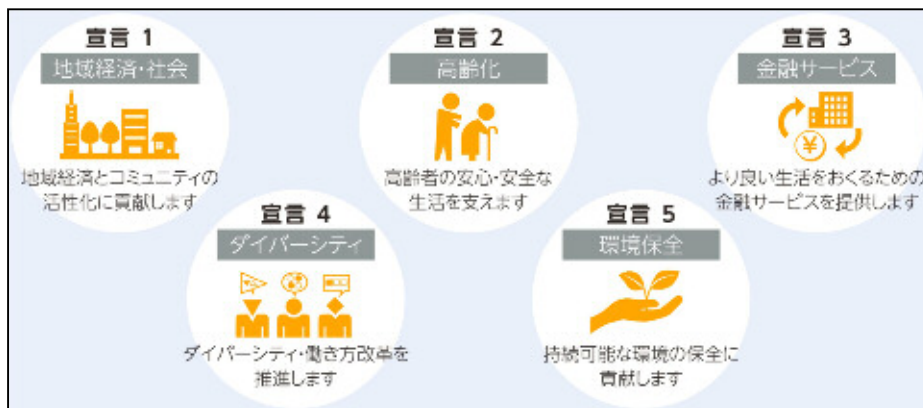 宣言 1
地域経済・社会
地域経済とコミュニティの
活性化に貢献します
宣言 2
高齢化
高齢者の安心・安全な
生活を支えます
宣言 3
金融サービス
¥
より良い生活をおくるための
金融サービスを提供します
宣言 4
ダイバーシティ
ダイバーシティ・働き方改革を
推進します
宣言 5
環境保全
持続可能な環境の保全に
貢献します